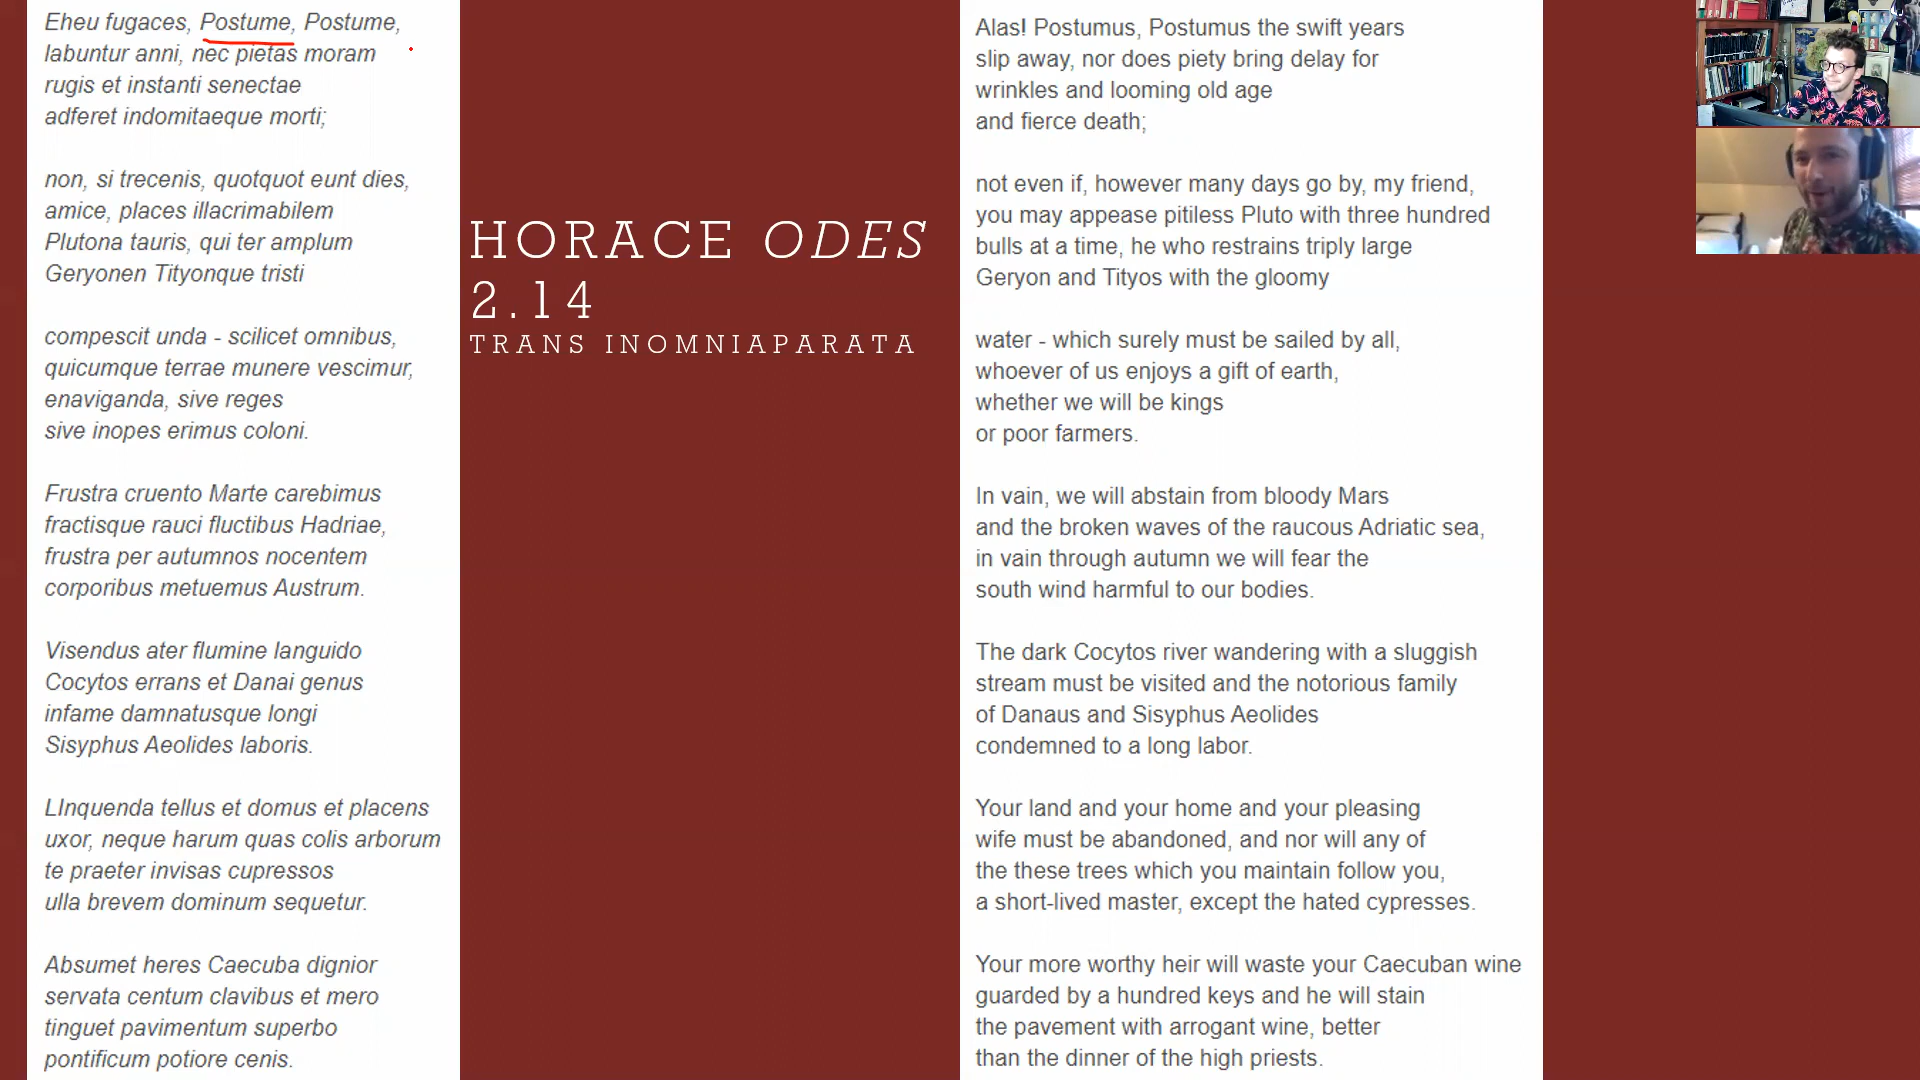 Eheu fugaces, Postume, Postume,
labuntur anni, nec pietas moram
rugis et instanti senectae
adferet indomitaeque morti;
non, si trecenis, quotquot eunt dies,
amice, places illacrimabilem
Plutona tauris, qui ter amplum
Geryonen Tityonque tristi
compescit unda - scilicet omnibus,
quicumque terrae munere vescimur,
enaviganda, sive reges
sive inopes erimus coloni.
Frustra cruento Marte carebimus
fractisque rauci fluctibus Hadriae,
frustra per autumnos nocentem
corporibus metuemus Austrum.
Visendus ater flumine languido
Cocytos errans et Danai genus
infame damnatusque longi
Sisyphus Aeolides laboris.
LInquenda tellus et domus et placens
uxor, neque harum quas colis arborum
te praeter invisas cupressos
ulla brevem dominum sequetur.
Absumet heres Caecuba dignior
servata centum clavibus et mero
tinguet pavimentum superbo
pontificum potiore cenis.
HORACE ODES
2.14
TRANS INOMNIAPARATA
Alas! Postumus, Postumus the swift years
slip away, nor does piety bring delay for
wrinkles and looming old age
and fierce death;
not even if, however many days go by, my friend,
you may appease pitiless Pluto with three hundred
bulls at a time, he who restrains triply large
Geryon and Tityos with the gloomy
water - which surely must be sailed by all,
whoever of us enjoys a gift of earth,
whether we will be kings
or poor farmers.
In vain, we will abstain from bloody Mars
and the broken waves of the raucous Adriatic sea,
in vain through autumn we will fear the
south wind harmful to our bodies.
The dark Cocytos river wandering with a sluggish
stream must be visited and the notorious family
of Danaus and Sisyphus Aeolides
condemned to a long labor.
Your land and your home and your pleasing
wife must be abandoned, and nor will any of
the these trees which you maintain follow you,
a short-lived master, except the hated cypresses.
Your more worthy heir will waste your Caecuban wine
guarded by a hundred keys and he will stain
the pavement with arrogant wine, better
than the dinner of the high priests.